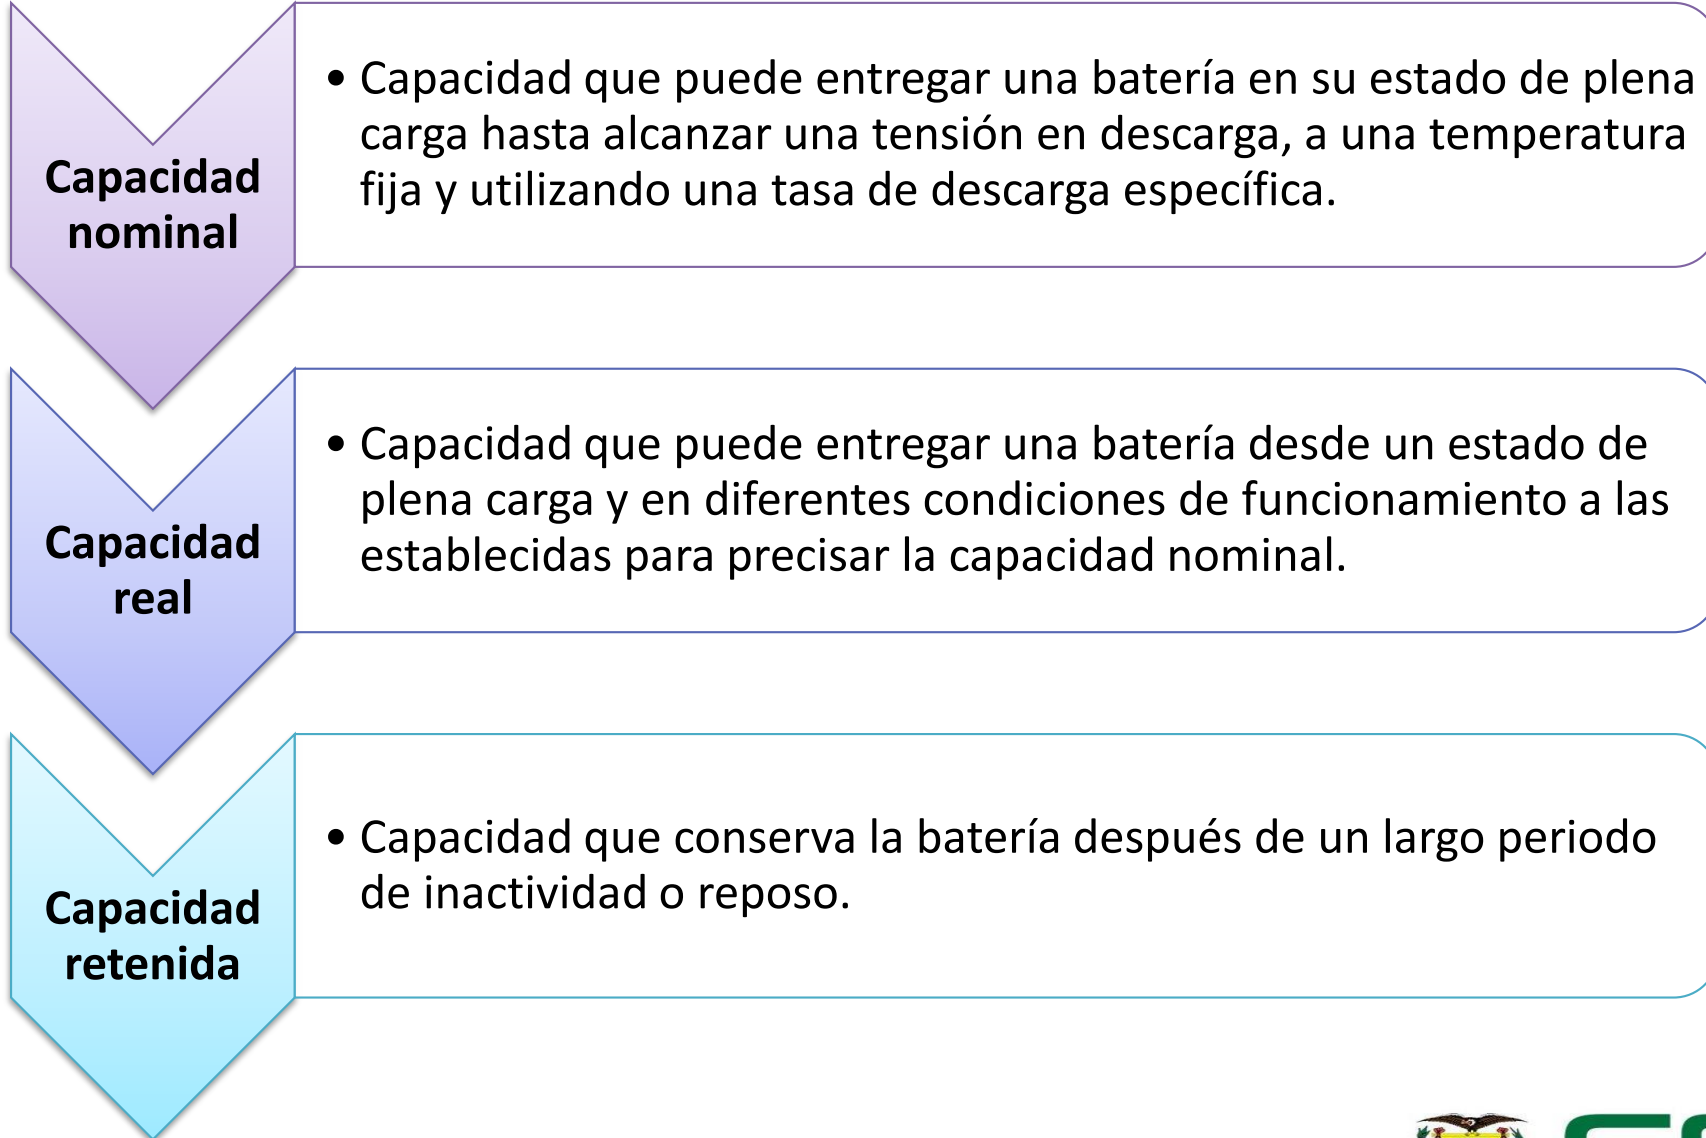 Capacidad
nominal
• Capacidad que puede entregar una batería en su estado de plena
carga hasta alcanzar una tensión en descarga, a una temperatura
fija y utilizando una tasa de descarga específica.
Capacidad
real
• Capacidad que puede entregar una batería desde un estado de
plena carga y en diferentes condiciones de funcionamiento a las
establecidas para precisar la capacidad nominal.
Capacidad
retenida
• Capacidad que conserva la batería después de un largo periodo
de inactividad o reposo.